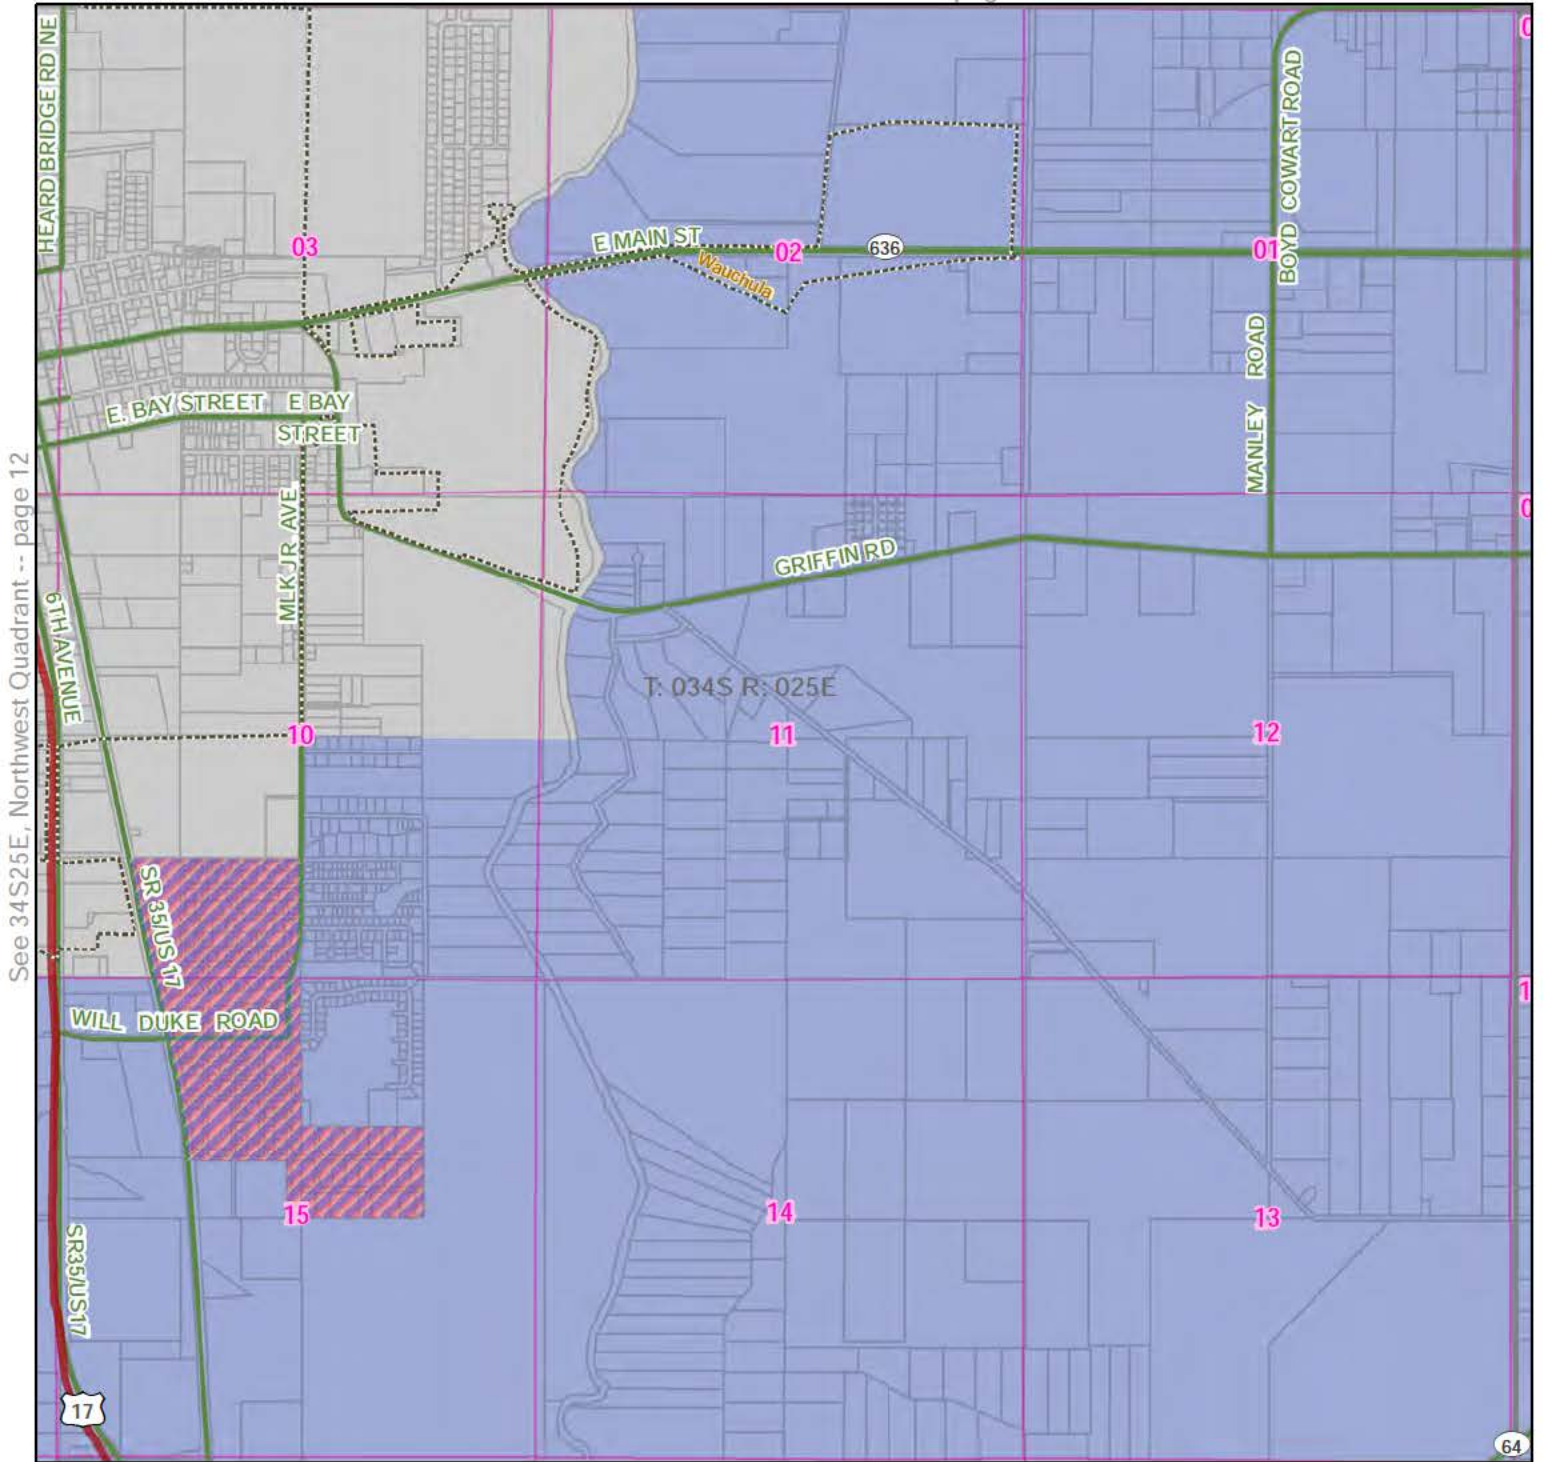 HEARD BRIDGE RD NE
BOYD COWART ROAD
03
E MAIN ST
02
636
01
Wauchula
MANLEY ROAD
E. BAY STREET
E BAY
STREET
See 34S25E, Northwest Quadrant -- page 12
MLK JR AVE
GRIFFIN RD
6TH AVENUE
T: 034S R: 025E
10
11
12
SR 35/US 17
WILL DUKE ROAD
15
14
13
SR35/US17
17
64